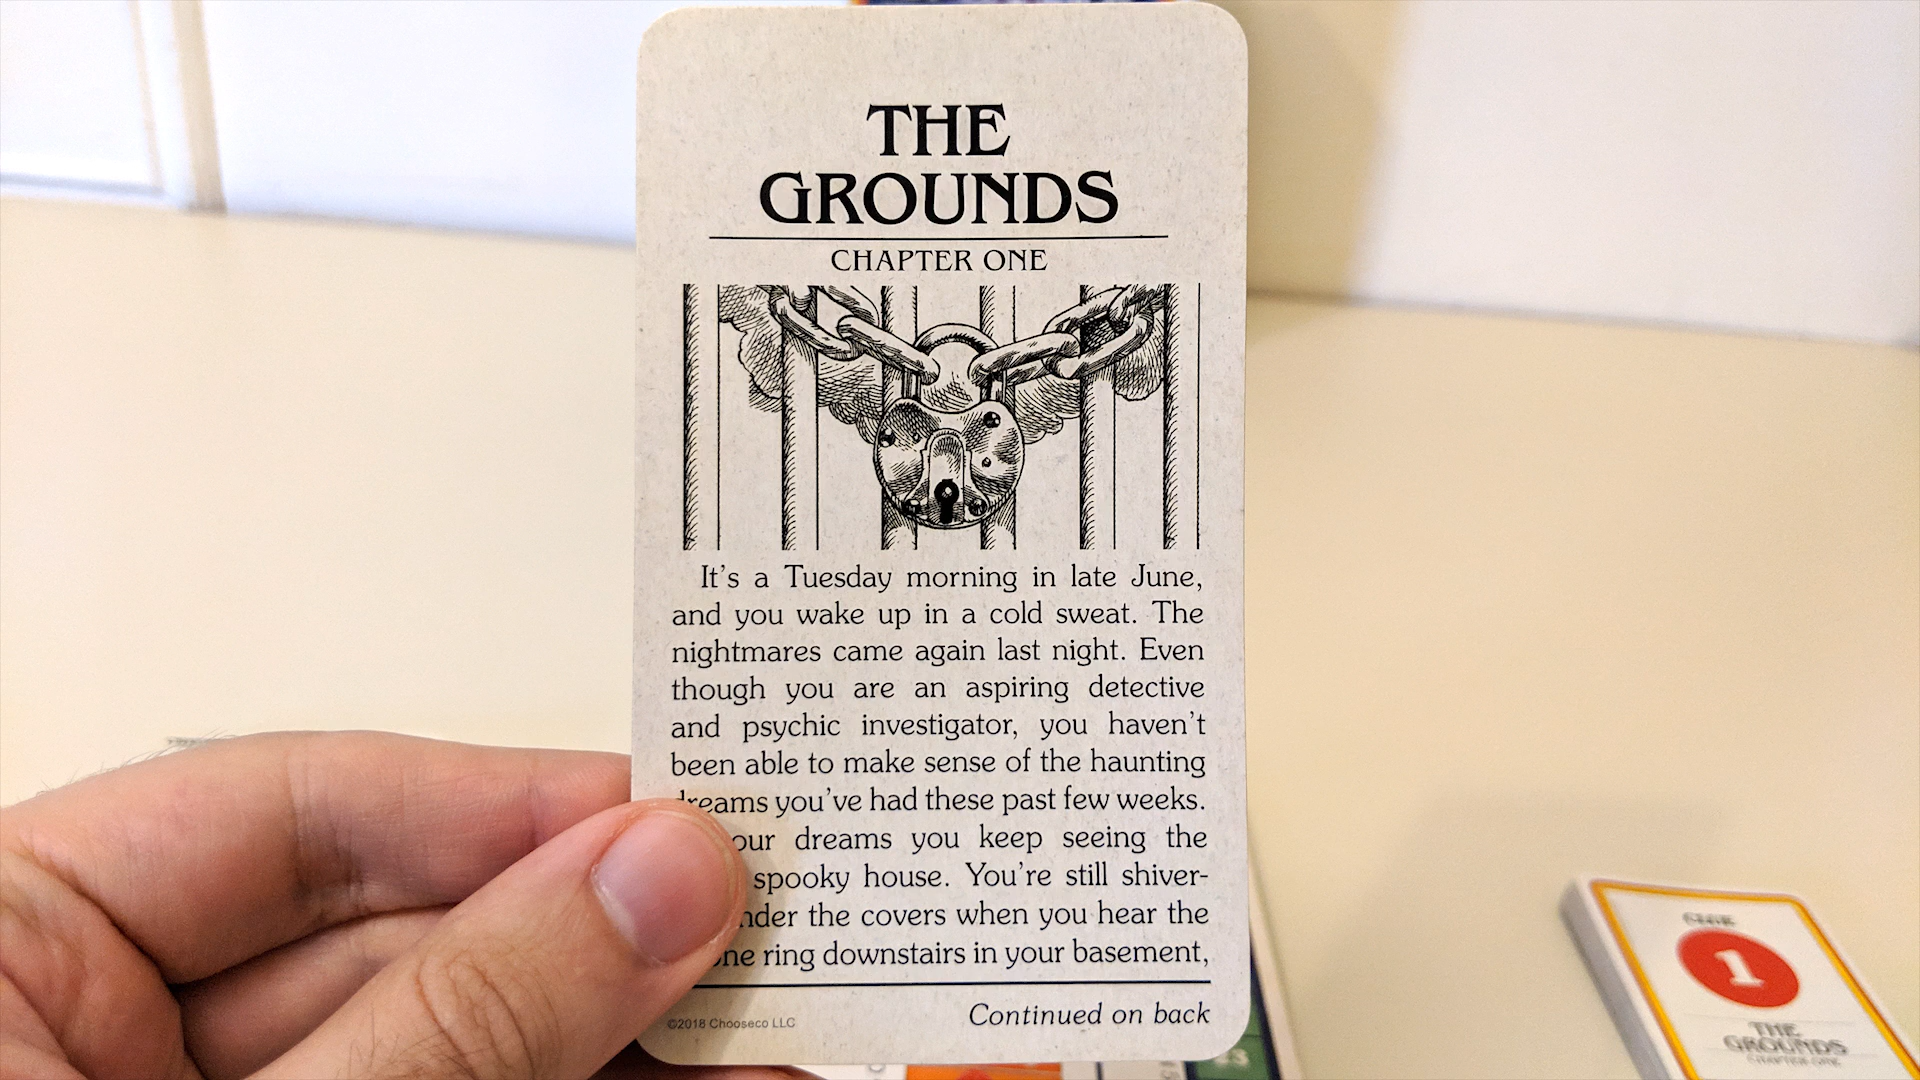 THE
GROUNDS
CHAPTER ONE
It's a Tuesday morning in late June,
and you wake up in a cold sweat. The
nightmares came again last night. Even
though you are an aspiring detective
and psychic investigator, you haven't
been able to make sense of the haunting
dreams you've had these past few weeks.
dreams you keep seeing the
spooky house. You're still shiver-
the covers when you hear the
ring downstairs in your basement,
©2018 Chooseco LLC
Continued on back
CLUE
1
THE
GROUNDS
CHAPTER ONE